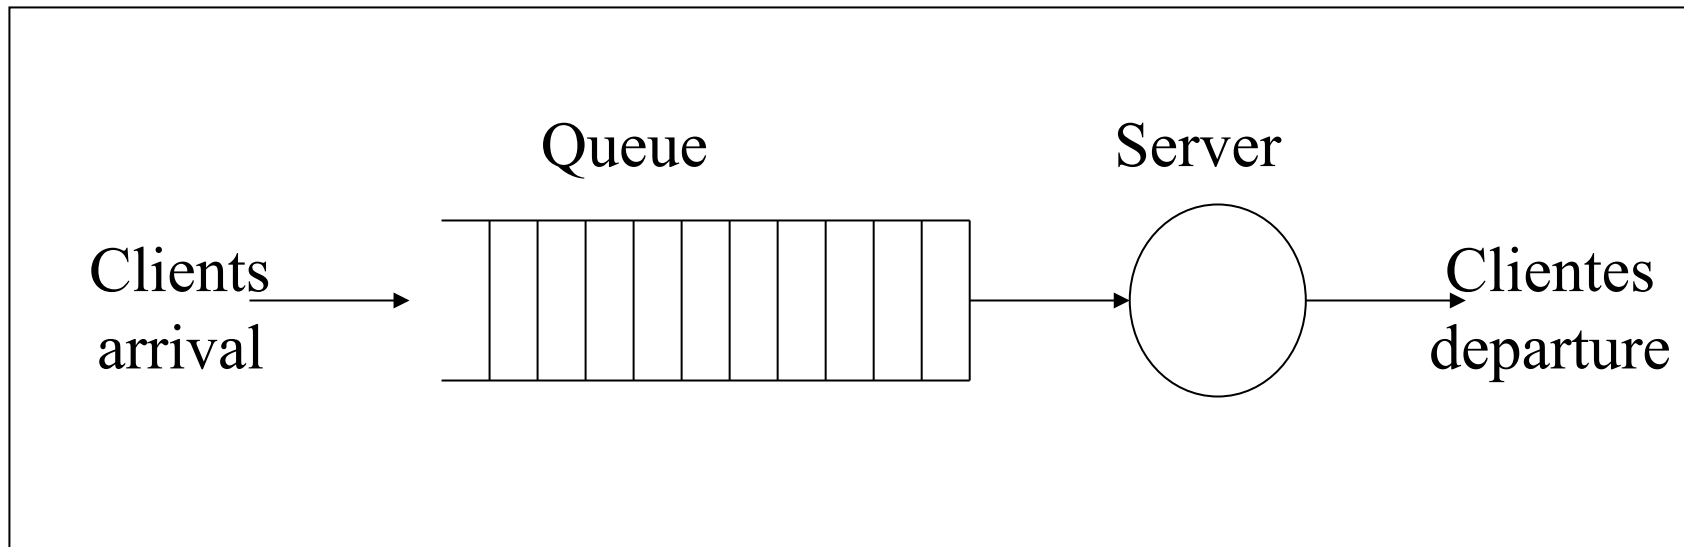 Queue
Server
Clients
arrival
Clientes
departure